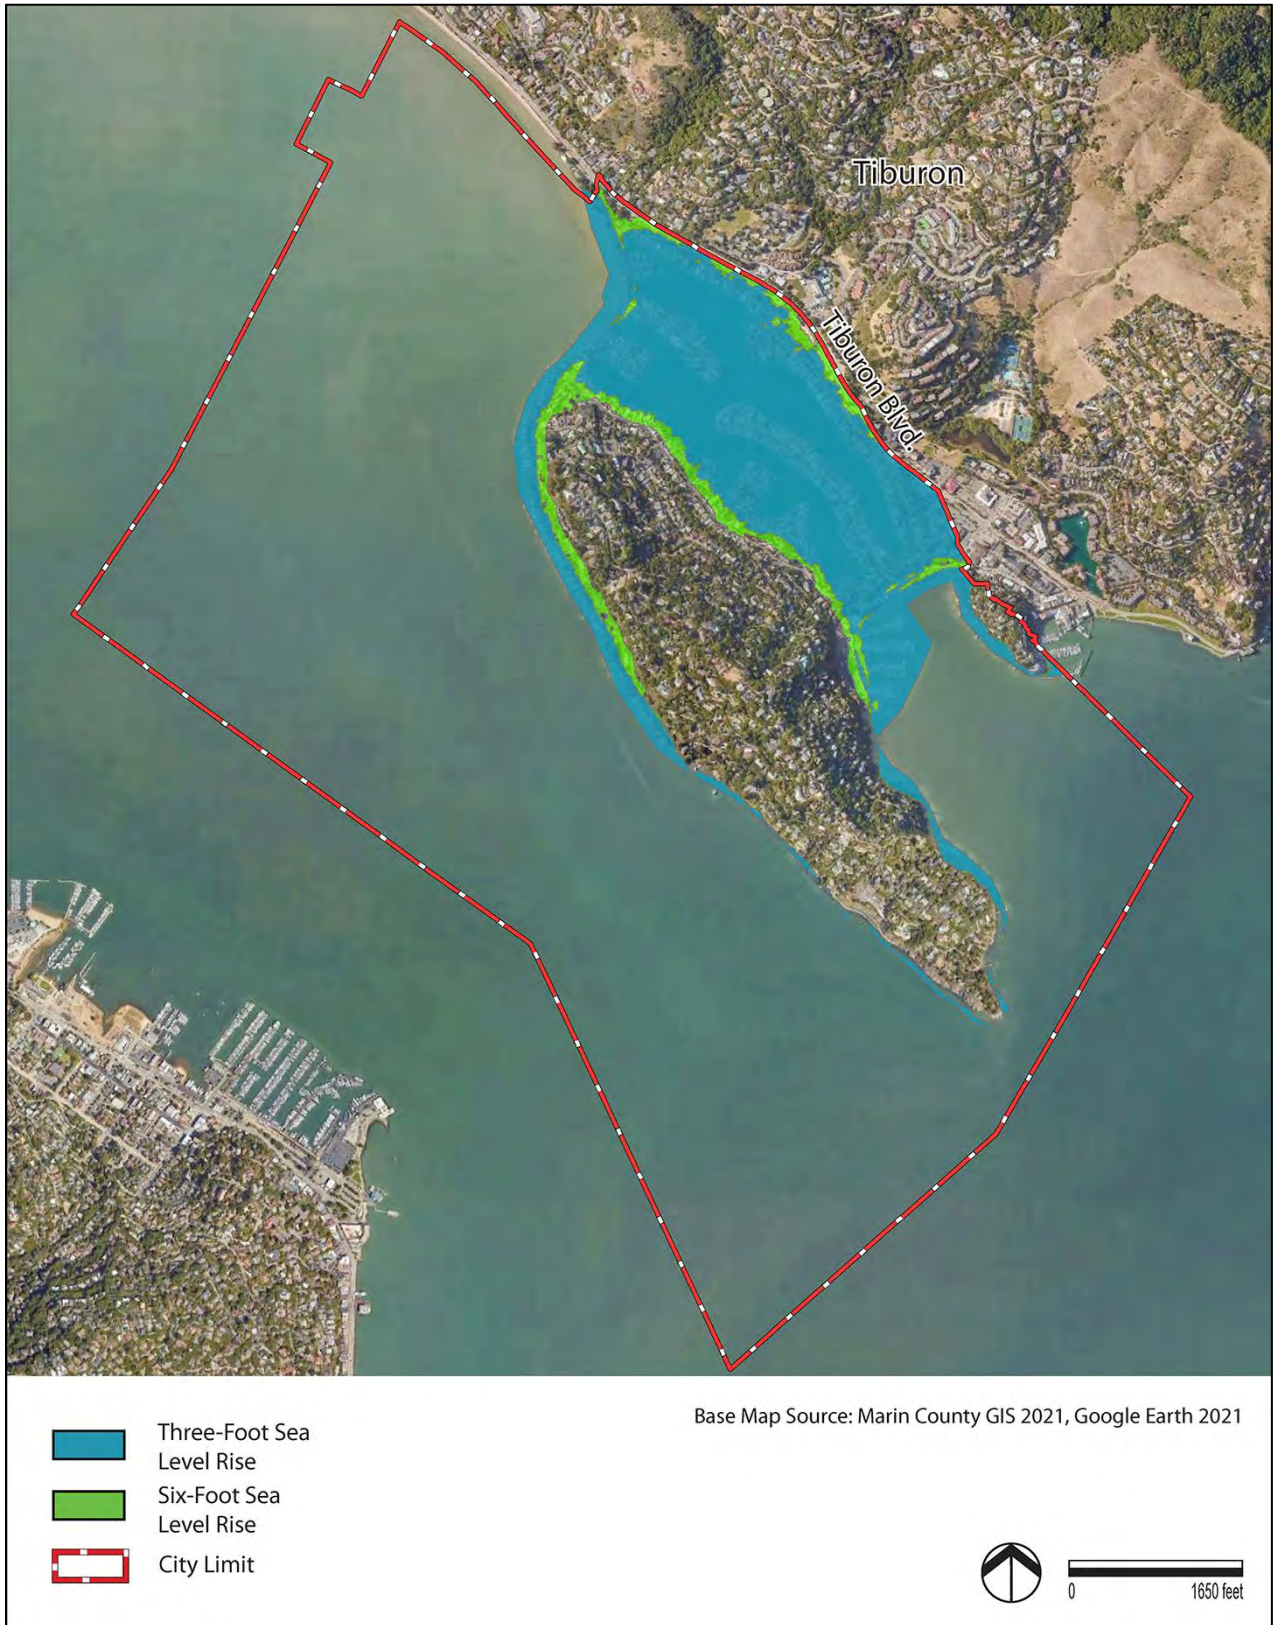 Tiburon
Tiburon Blvd.
Base Map Source: Marin County GIS 2021, Google Earth 2021
Three-Foot Sea
Level Rise
Six-Foot Sea
Level Rise
City Limit
0
1650 feet